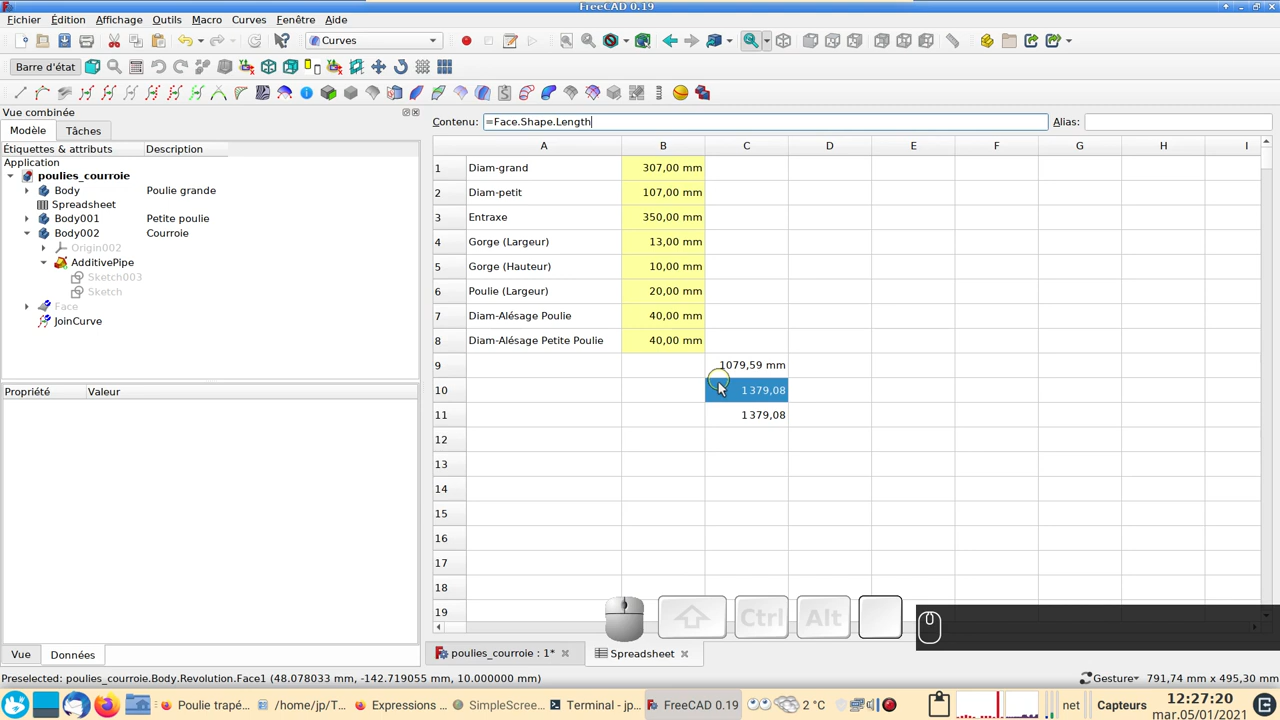 FreeCAD 0.19
Fichier Édition Affichage Outils Macro Curves Fenêtre Aide
Curves
Barre d'état
Vue combinée
Modèle Tâches
Étiquettes & attributs Description
Application
poulies_courroie
Body Poulie grande
Spreadsheet
Body001 Petite poulie
Body002 Courroie
Origin002
AdditivePipe
Sketch003
Sketch
Face
JoinCurve
Propriété Valeur
Vue Données
Contenu: =Face.Shape.Length Alias:
A B C D E F G H I
1 Diam-grand 307,00 mm
2 Diam-petit 107,00 mm
3 Entraxe 350,00 mm
4 Gorge (Largeur) 13,00 mm
5 Gorge (Hauteur) 10,00 mm
6 Poulie (Largeur) 20,00 mm
7 Diam-Alésage Poulie 40,00 mm
8 Diam-Alésage Petite Poulie 40,00 mm
9 1079,59 mm
10 1 379,08
11 1 379,08
12
13
14
15
16
17
18
19
Ctrl Alt
poulies_courroie : 1* Spreadsheet
Preselected: poulies_courroie.Body.Revolution.Face1 (48.078033 mm, -142.719055 mm, 10.000000 mm) Gesture 791,74 mm x 495,30 mm
Poulie trapé... /home/jp/T... Expressions ... SimpleScree... Terminal - jp... FreeCAD 0.19 2 °C net Capteurs 12:27:20
mar.05/01/2021